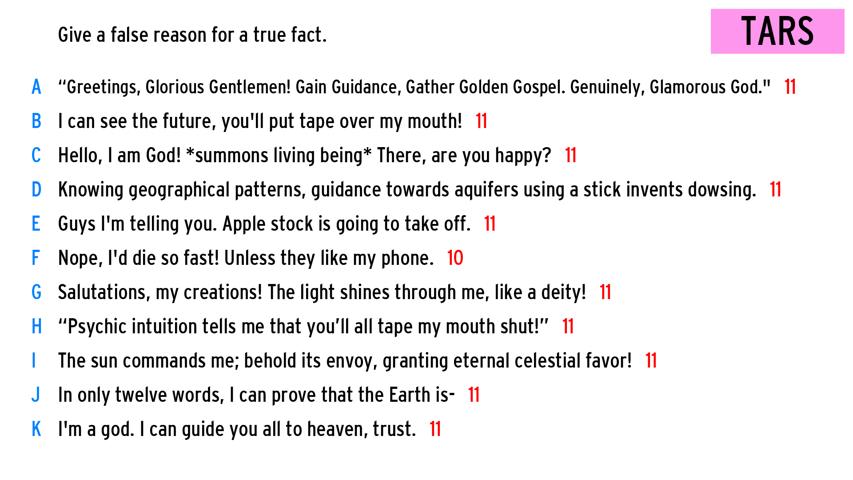 Give a false reason for a true fact.
TARS
A “Greetings, Glorious Gentlemen! Gain Guidance, Gather Golden Gospel. Genuinely, Glamorous God." 11
B I can see the future, you'll put tape over my mouth! 11
C Hello, I am God! *summons living being* There, are you happy? 11
D Knowing geographical patterns, guidance towards aquifers using a stick invents dowsing. 11
E Guys I'm telling you. Apple stock is going to take off. 11
F Nope, I'd die so fast! Unless they like my phone. 10
G Salutations, my creations! The light shines through me, like a deity! 11
H “Psychic intuition tells me that you’ll all tape my mouth shut!” 11
I The sun commands me; behold its envoy, granting eternal celestial favor! 11
J In only twelve words, I can prove that the Earth is- 11
K I'm a god. I can guide you all to heaven, trust. 11